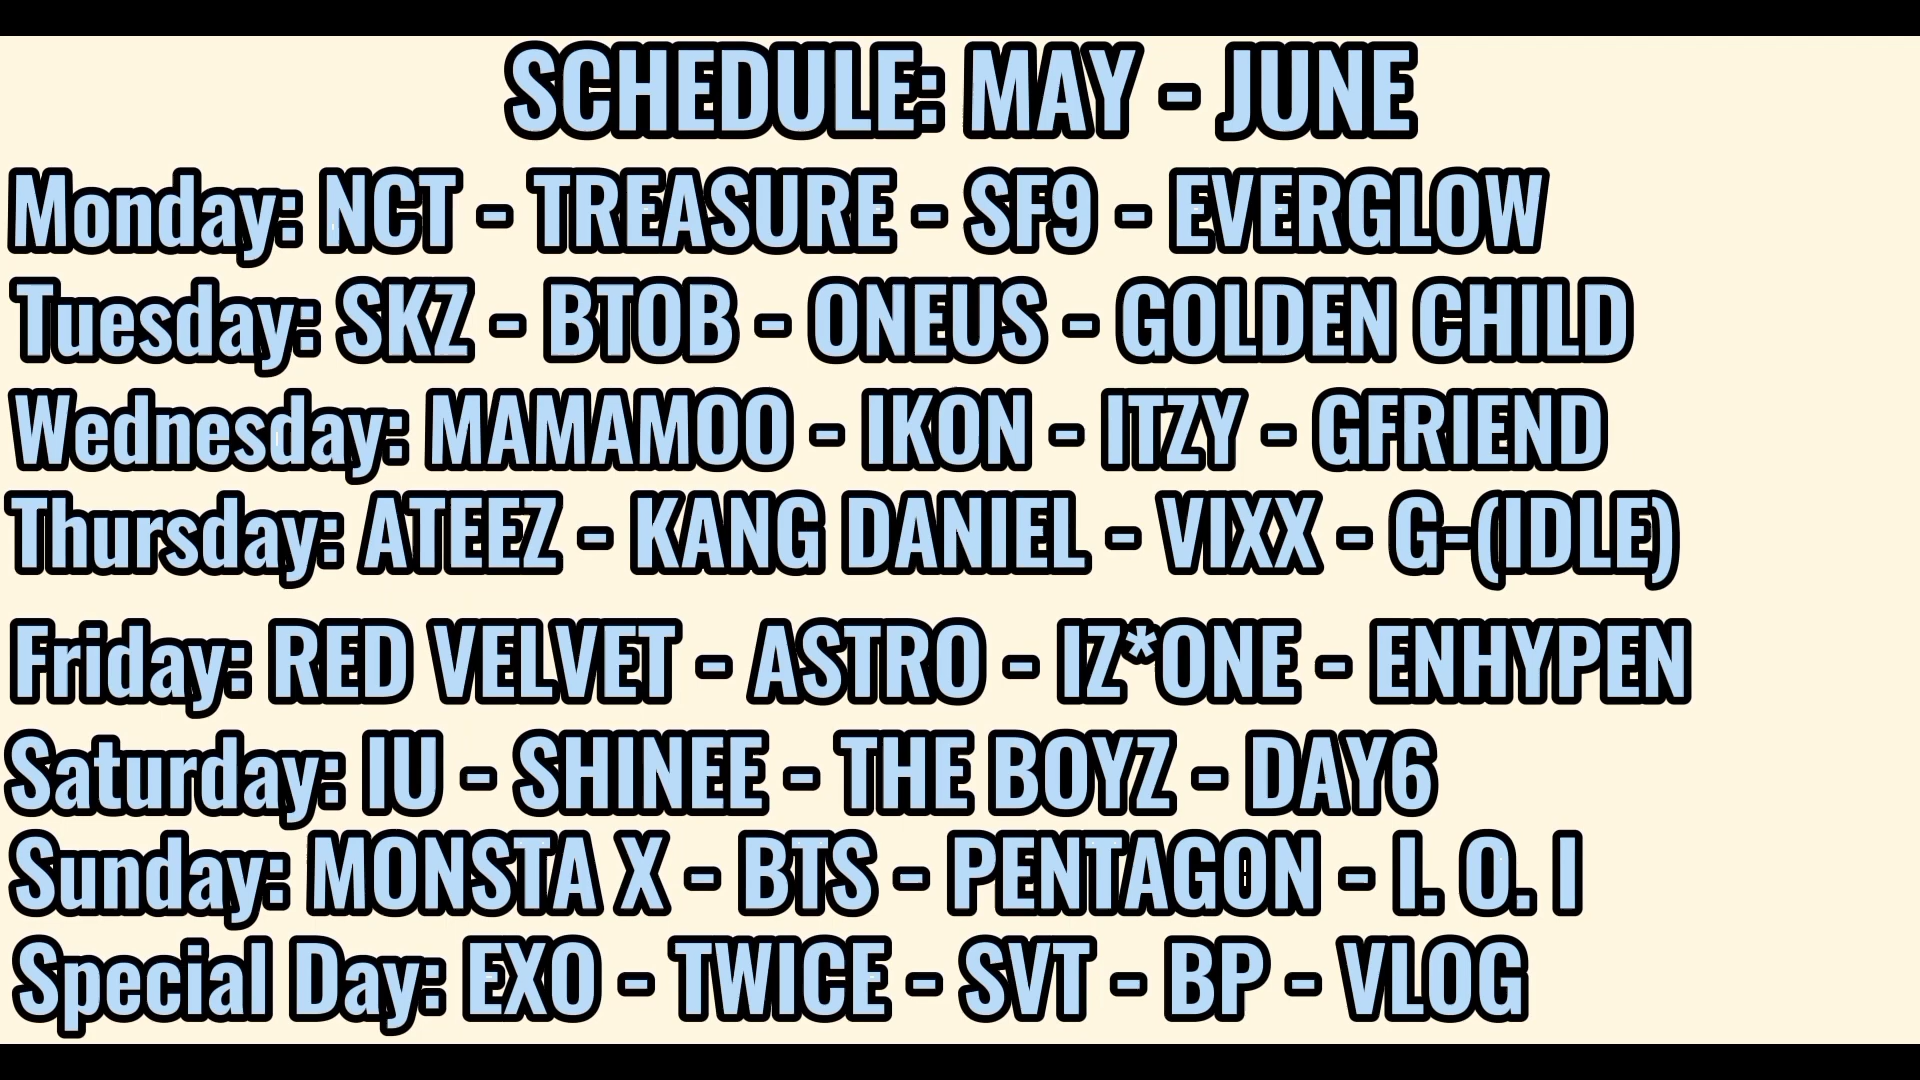 SCHEDULE: MAY - JUNE
Monday: NCT - TREASURE - SF9 - EVERGLOW
Tuesday: SKZ - BTOB - ONEUS - GOLDEN CHILD
Wednesday: MAMAMOO - IKON - ITZY - GFRIEND
Thursday: ATEEZ - KANG DANIEL - VIXX - G-(IDLE)
Friday: RED VELVET - ASTRO - IZ*ONE - ENHYPEN
Saturday: IU - SHINEE - THE BOYZ - DAY6
Sunday: MONSTA X - BTS - PENTAGON - I. O. I
Special Day: EXO - TWICE - SVT - BP - VLOG